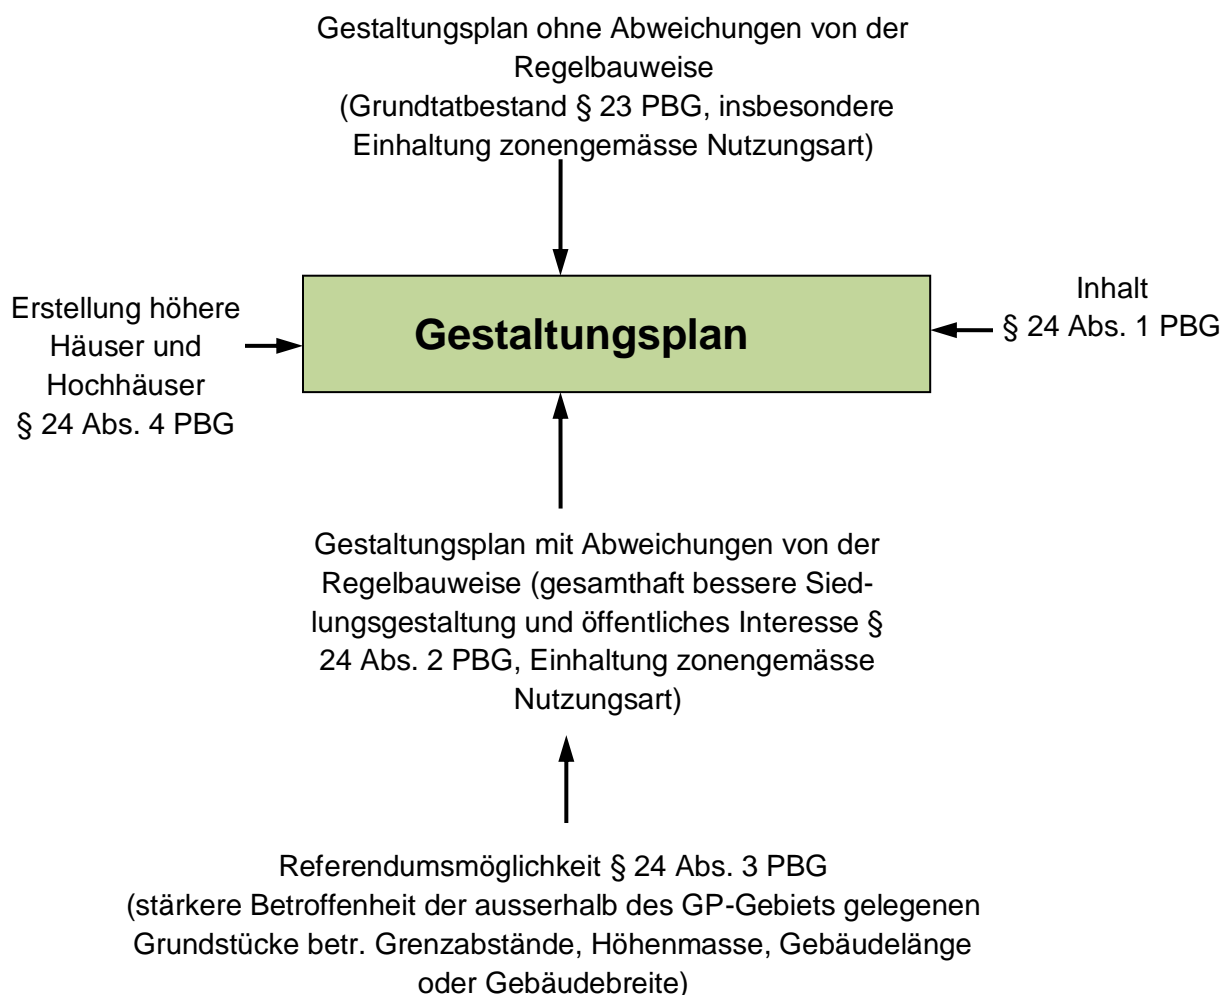 Gestaltungsplan ohne Abweichungen von der
Regelbauweise
(Grundtatbestand § 23 PBG, insbesondere
Einhaltung zonengemässe Nutzungsart)
Gestaltungsplan
Inhalt
§ 24 Abs. 1 PBG
Erstellung höhere
Häuser und
Hochhäuser
§ 24 Abs. 4 PBG
Gestaltungsplan mit Abweichungen von der
Regelbauweise (gesamthaft bessere Sied-
lungsgestaltung und öffentliches Interesse §
24 Abs. 2 PBG, Einhaltung zonengemässe
Nutzungsart)
Referendumsmöglichkeit § 24 Abs. 3 PBG
(stärkere Betroffenheit der ausserhalb des GP-Gebiets gelegenen
Grundstücke betr. Grenzabstände, Höhenmasse, Gebäudelänge
oder Gebäudebreite)